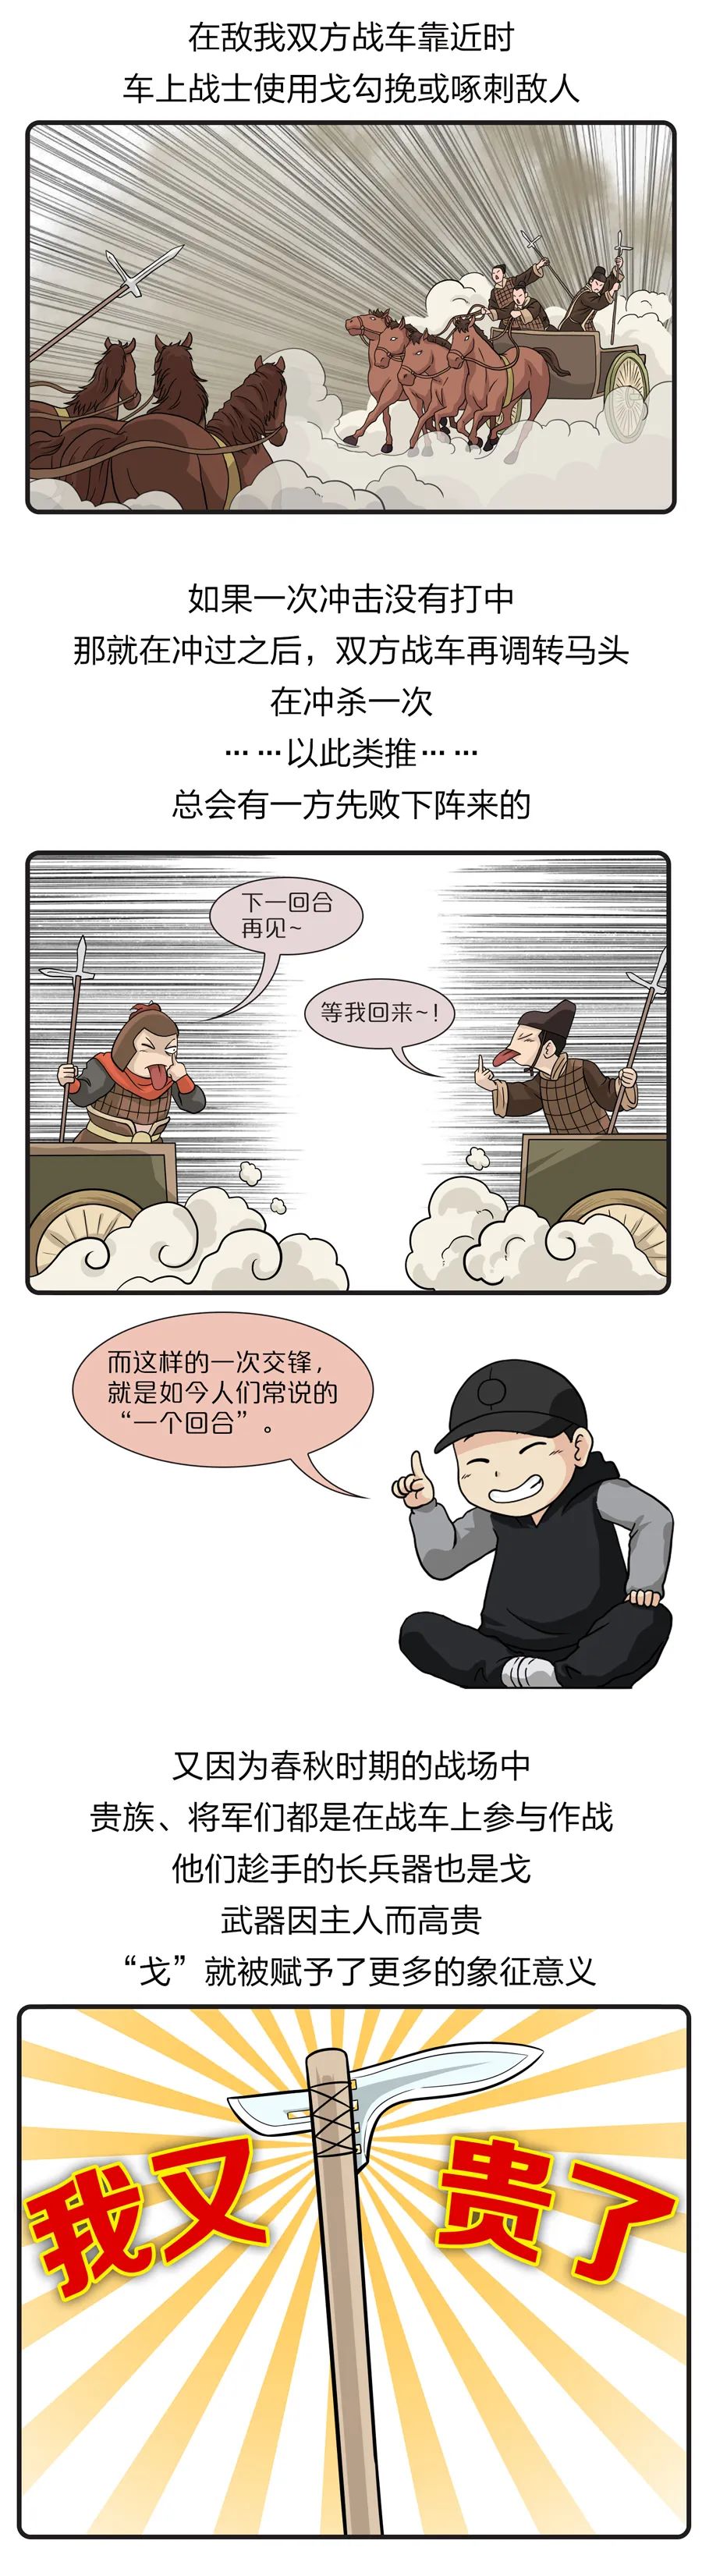 在敌我双方战车靠近时
车上战士使用戈勾挽或啄刺敌人
如果一次冲击没有打中
那就在冲过之后，双方战车再调转马头
在冲杀一次
……以此类推……
总会有一方先败下阵来的
下一回合
再见~
等我回来~！
而这样的一次交锋，
就是如今人们常说的
“一个回合”。
又因为春秋时期的战场中
贵族、将军们都是在战车上参与作战
他们趁手的长兵器也是戈
武器因主人而高贵
“戈”就被赋予了更多的象征意义
我又贵了